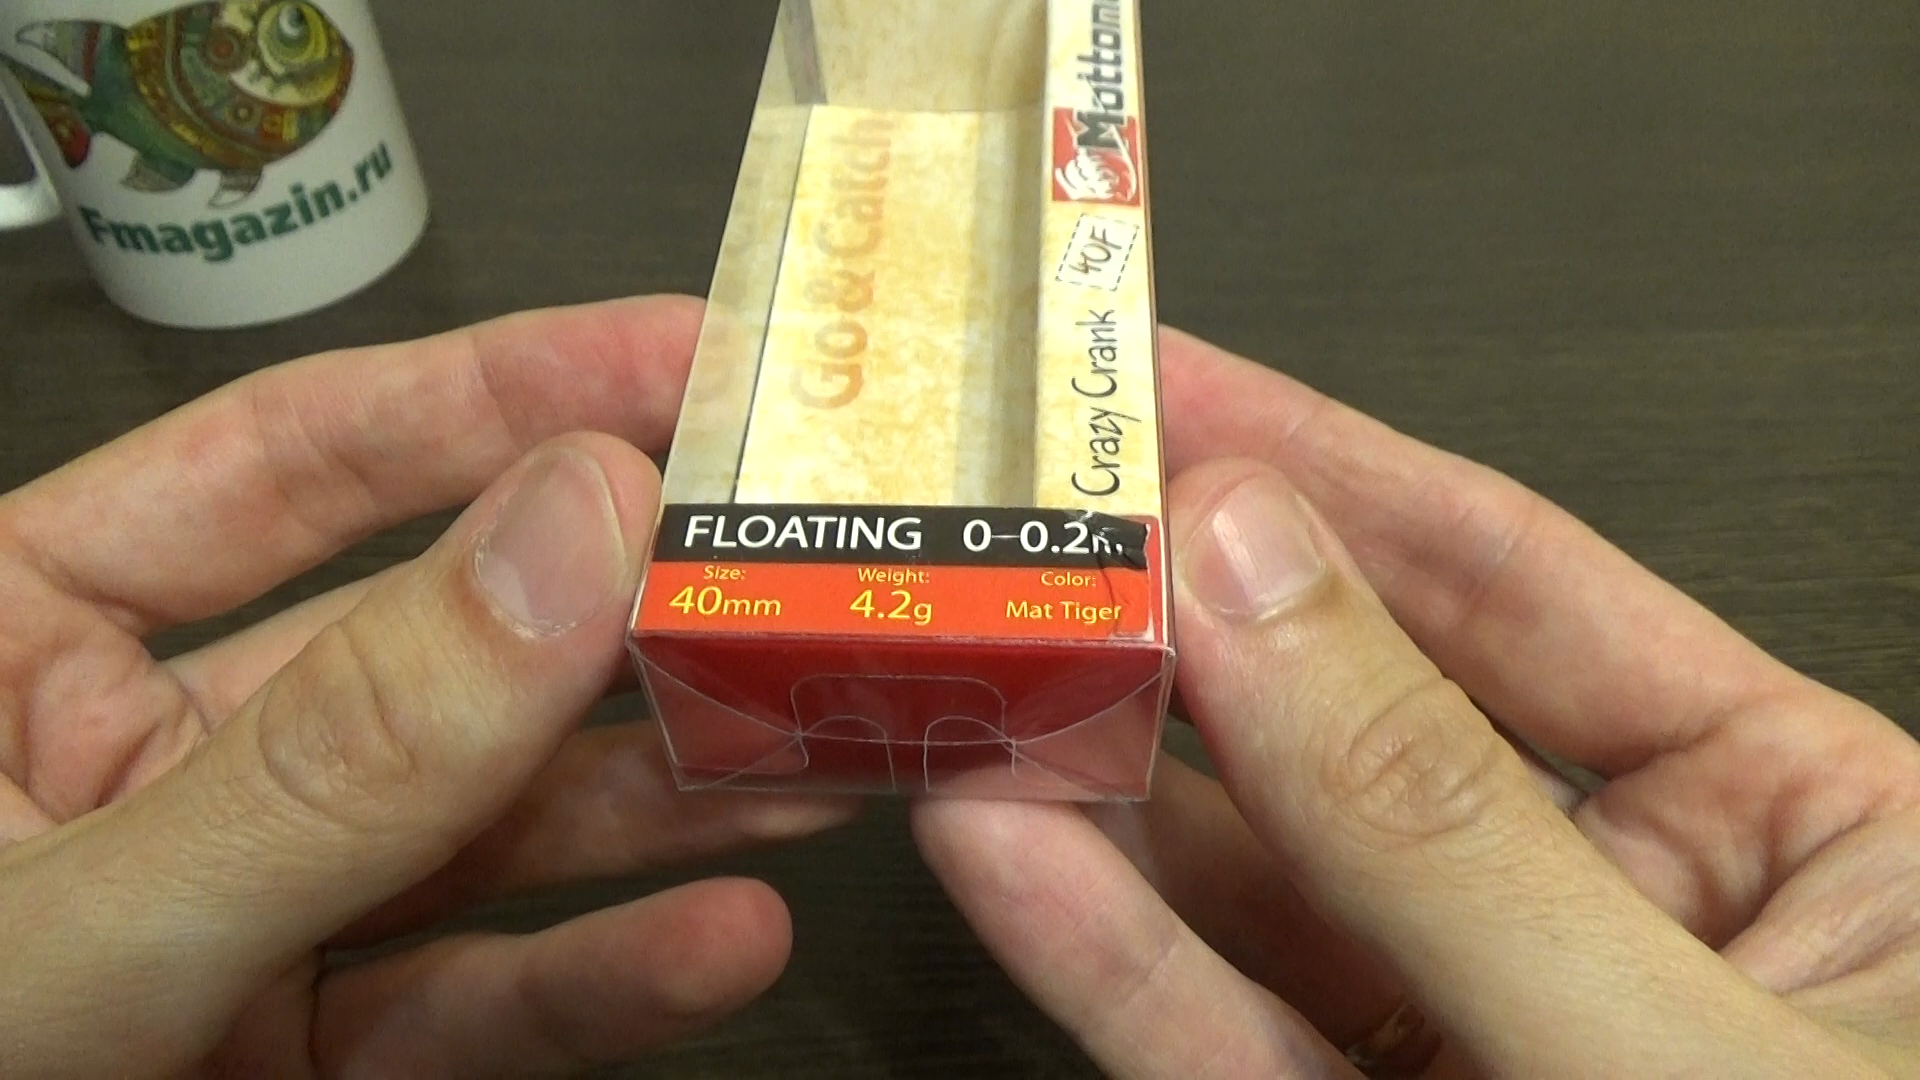 Fmagazin.ru
Go & Catch
Crazy Crank 40F
FLOATING 0-0.2m
Size: Weight: Color:
40mm 4.2g Mat Tiger